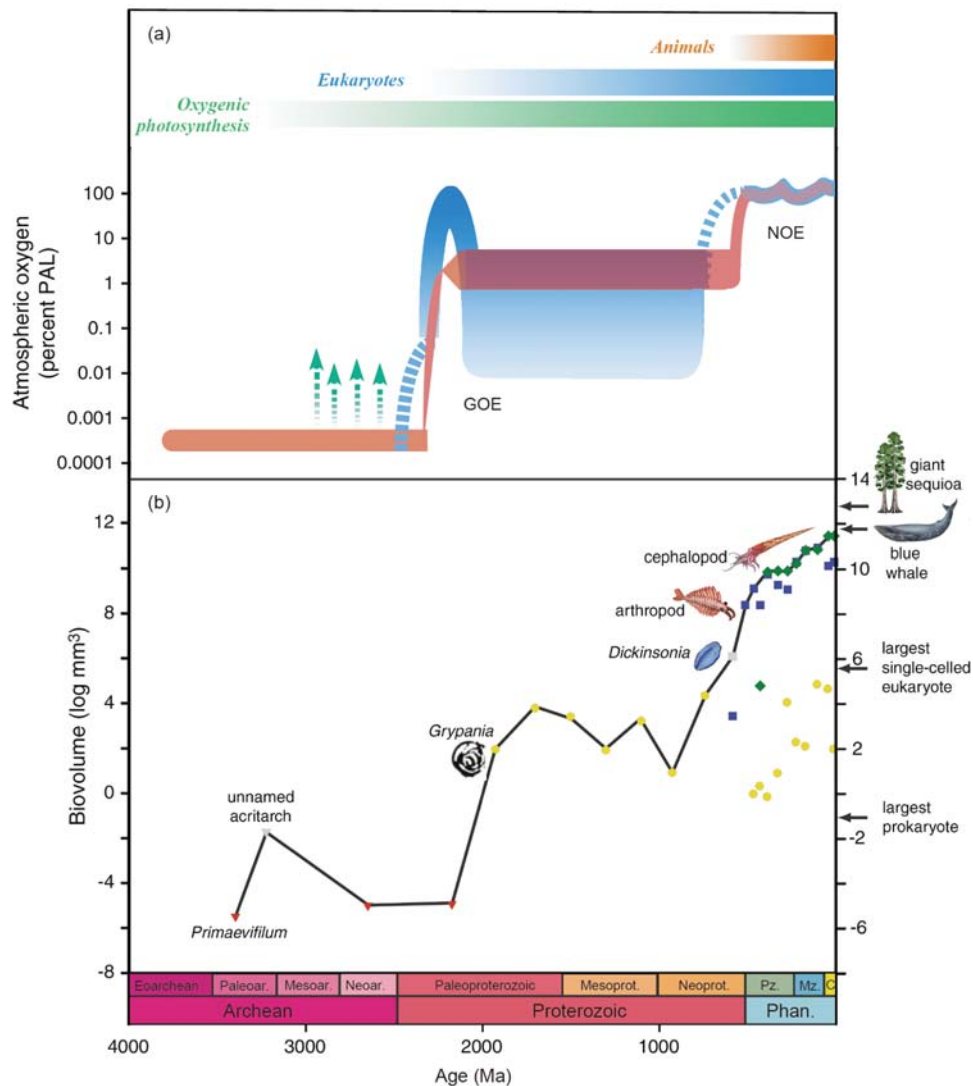 (a)
Animals
Eukaryotes
Oxygenic
photosynthesis
Atmospheric oxygen
(percent PAL)
100
10
1
0.1
0.01
0.001
0.0001
GOE
NOE
(b)
Biovolume (log mm³)
12
8
4
0
-4
-8
14
10
6
2
-2
-6
giant
sequioa
blue
whale
cephalopod
arthropod
Dickinsonia
largest
single-celled
eukaryote
Grypania
unnamed
acritarch
largest
prokaryote
Primaevifilum
Eoarchean Paleoar. Mesoar. Neoar. Paleoproterozoic Mesoprot. Neoprot. Pz. Mz. C
Archean Proterozoic Phan.
4000 3000 2000 1000 0
Age (Ma)